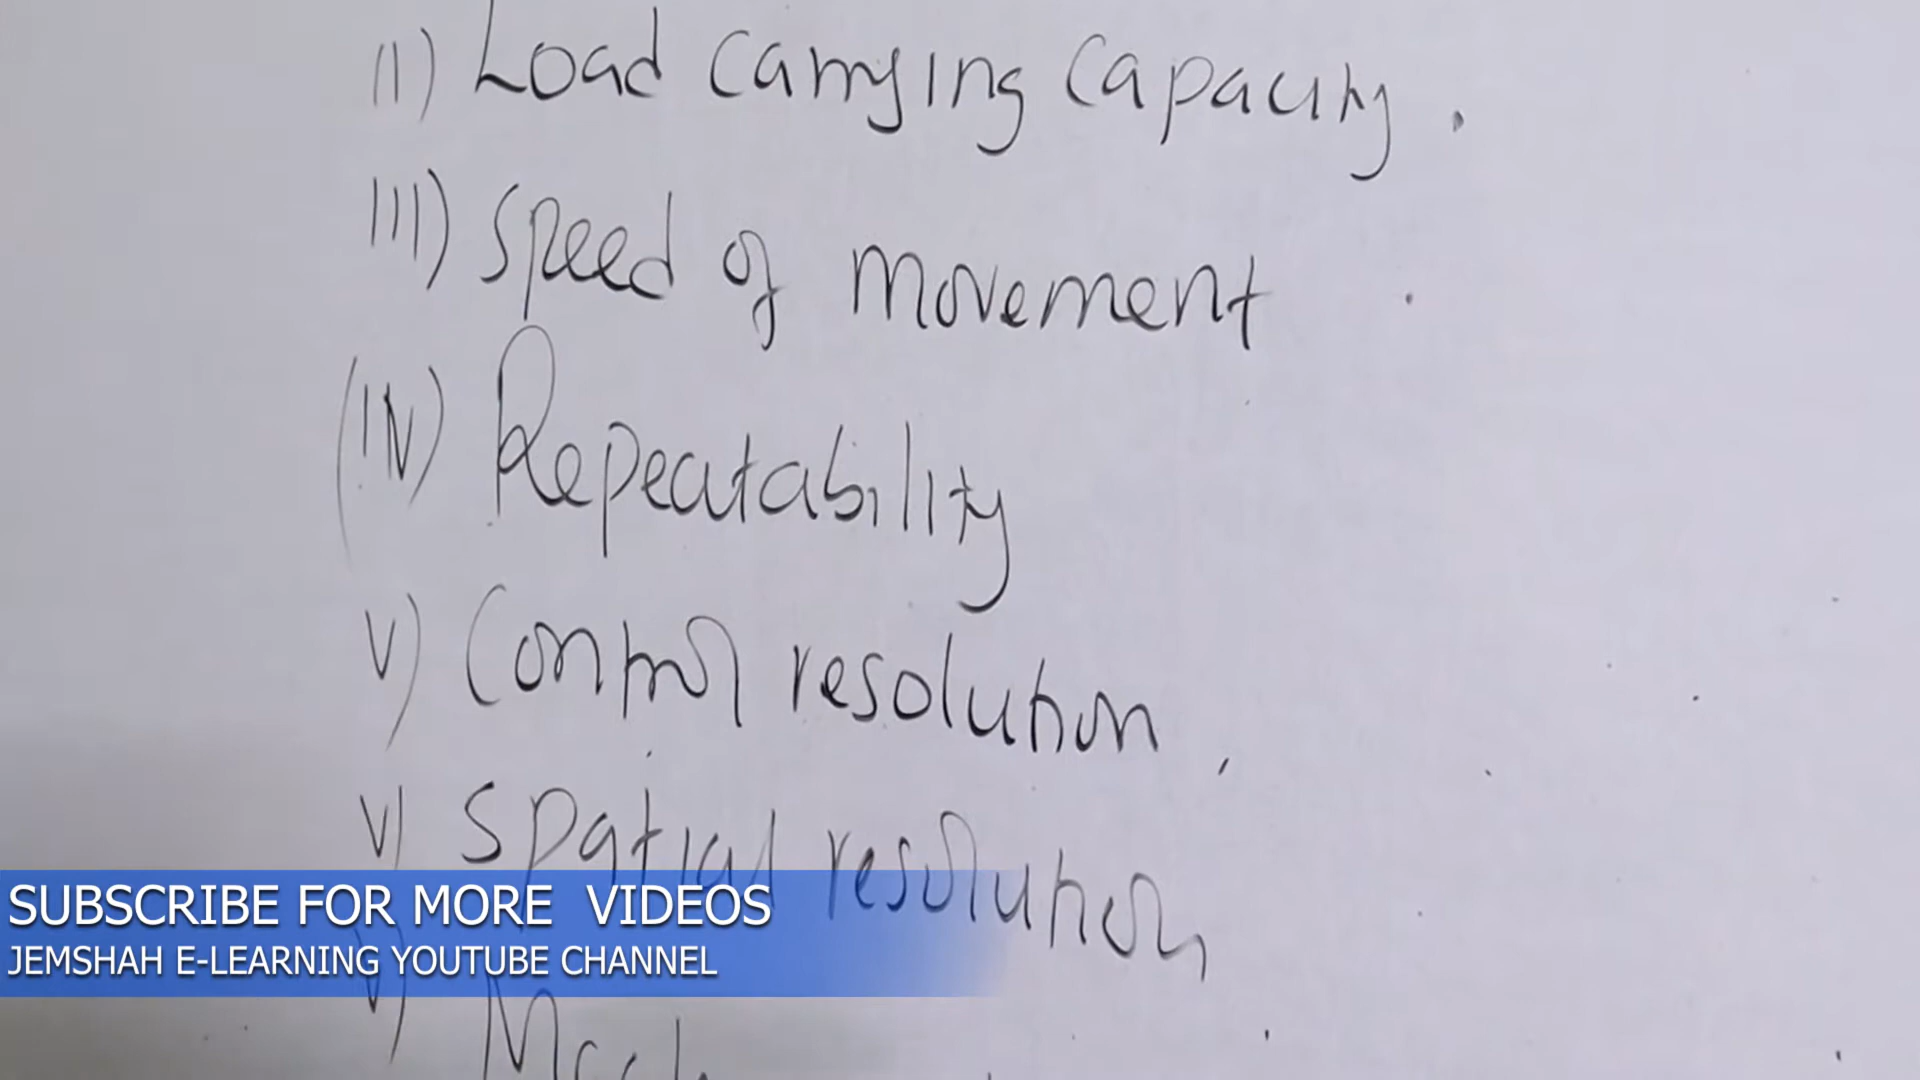 II) Load carrying capacity.
III) Speed of movement
(IV) Repeatability
V) Control resolution,
V) Spatial resolution
SUBSCRIBE FOR MORE VIDEOS
JEMSHAH E-LEARNING YOUTUBE CHANNEL
V)